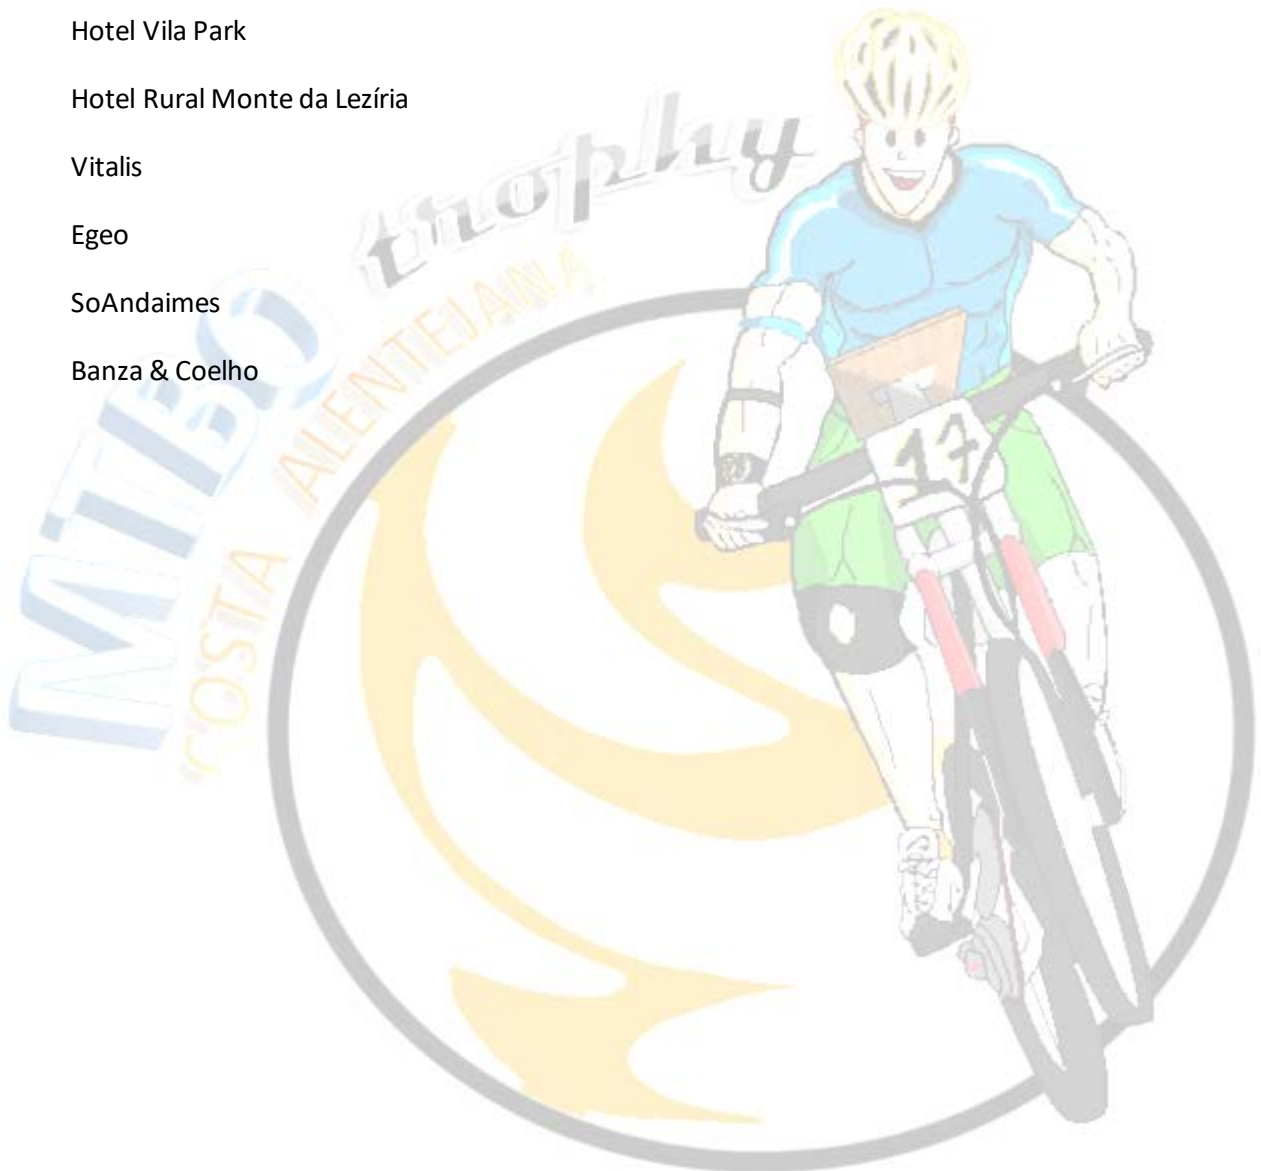 Hotel Vila Park
Hotel Rural Monte da Lezíria
Vitalis
Egeo
SoAndaimes
Banza & Coelho
MTBO
trophy
COSTA ALENTEJANA
17